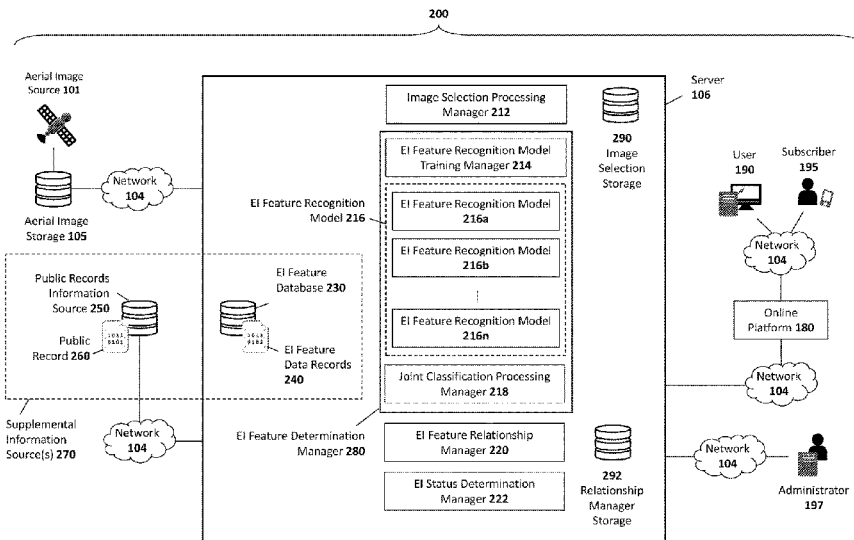 200
Aerial Image
Source 101
Network
104
Aerial Image
Storage 105
Public Records
Information
Source 250
Public
Record 260
1011
0101
EI Feature
Database 230
EI Feature
Data Records
240
Supplemental
Information
Source(s) 270
Network
104
EI Feature Recognition
Model 216
EI Feature Determination
Manager 280
Image Selection Processing
Manager 212
EI Feature Recognition Model
Training Manager 214
EI Feature Recognition Model
216a
EI Feature Recognition Model
216b
EI Feature Recognition Model
216n
Joint Classification Processing
Manager 218
EI Feature Relationship
Manager 220
EI Status Determination
Manager 222
290
Image
Selection
Storage
292
Relationship
Manager
Storage
Server
106
User
190
Subscriber
195
Network
104
Online
Platform 180
Network
104
Network
104
Administrator
197